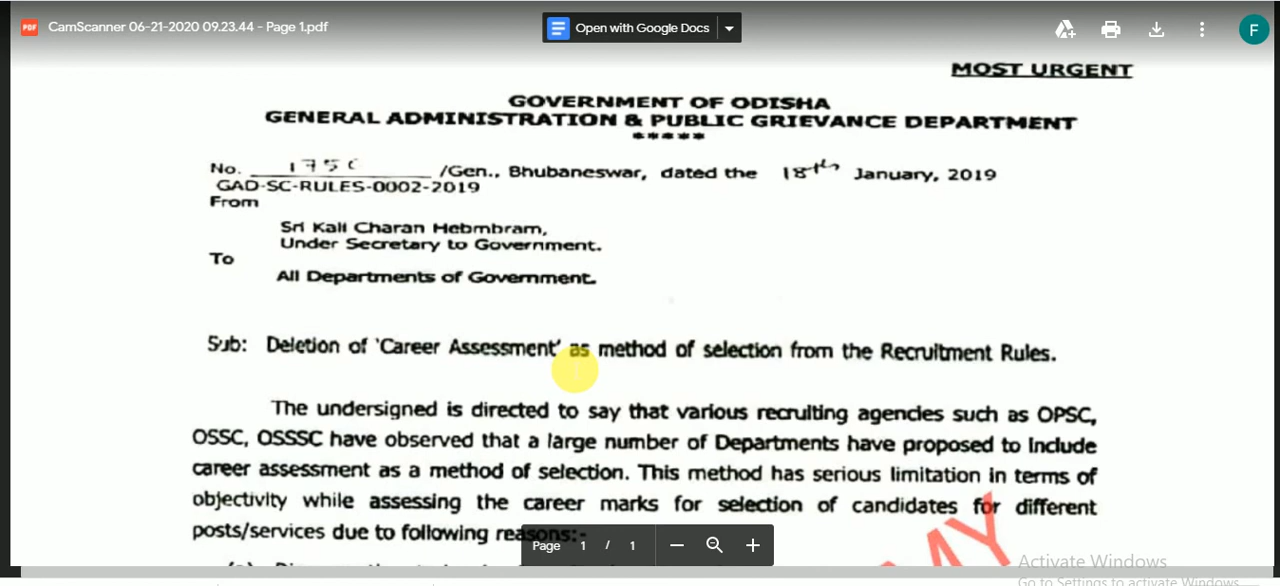 PDF CamScanner 06-21-2020 09.23.44 - Page 1.pdf
Open with Google Docs
F
MOST URGENT
GOVERNMENT OF ODISHA
GENERAL ADMINISTRATION & PUBLIC GRIEVANCE DEPARTMENT
*****
No. /Gen., Bhubaneswar, dated the 18th January, 2019
GAD-SC-RULES-0002-2019
From
Sri Kali Charan Hebmbram,
Under Secretary to Government.
To
All Departments of Government.
Sub: Deletion of 'Career Assessment' as method of selection from the Recruitment Rules.
The undersigned is directed to say that various recruiting agencies such as OPSC,
OSSC, OSSSC have observed that a large number of Departments have proposed to include
career assessment as a method of selection. This method has serious limitation in terms of
objectivity while assessing the career marks for selection of candidates for different
posts/services due to following reasons:-
Page 1 / 1
MY
Activate Windows
Go to Settings to activate Windows.